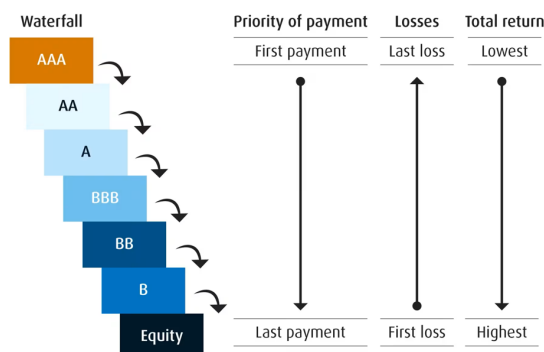 Waterfall
AAA
AA
A
BBB
BB
B
Equity
Priority of payment
First payment
Last payment
Losses
Last loss
First loss
Total return
Lowest
Highest